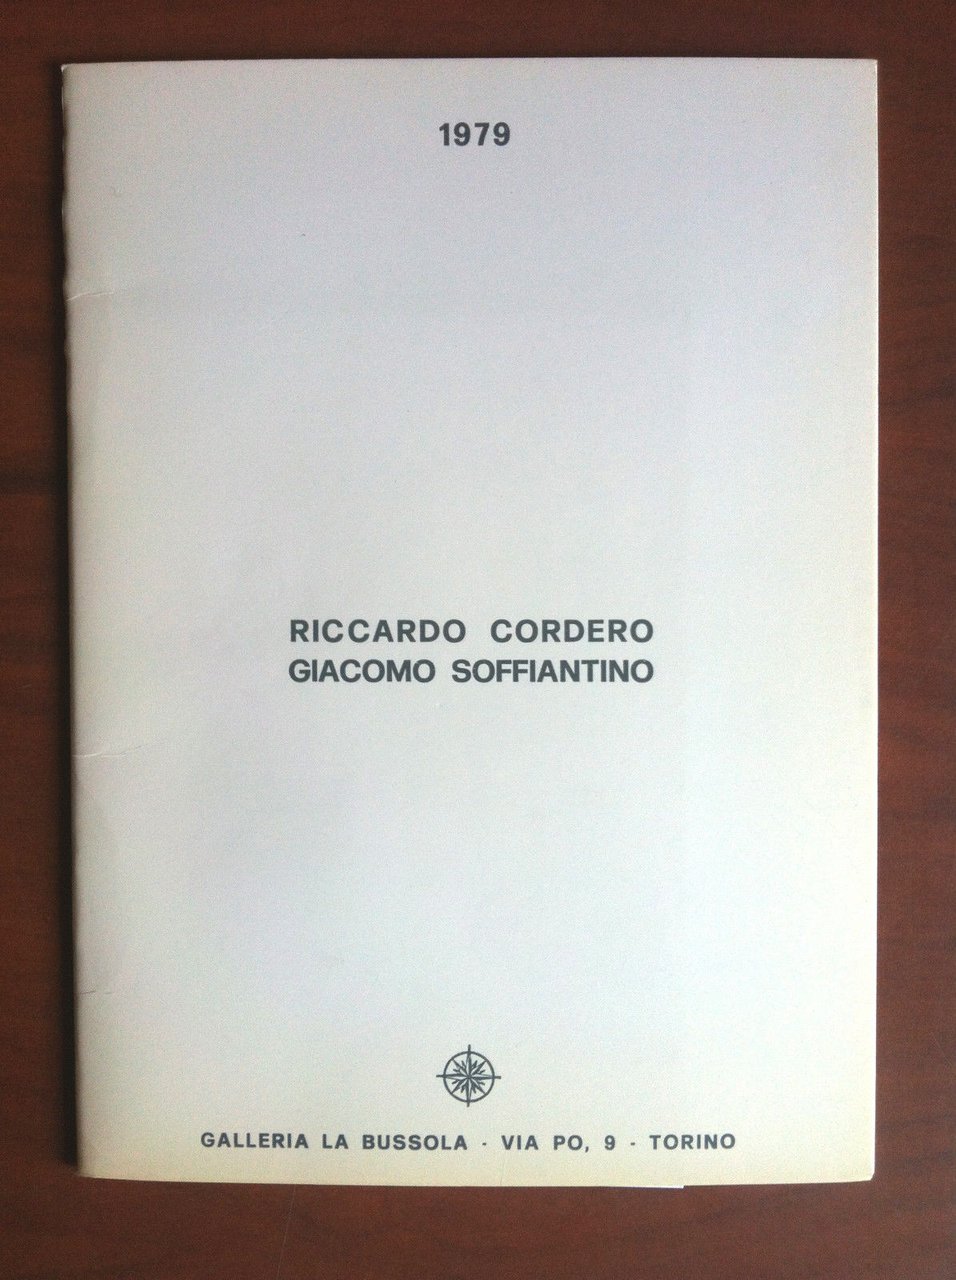 1979
RICCARDO CORDERO
GIACOMO SOFFIANTINO
GALLERIA LA BUSSOLA · VIA PO, 9 · TORINO